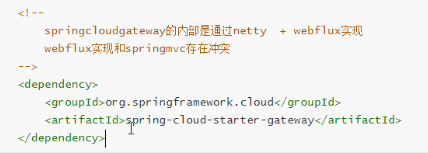 <!--
springcloudgateway的内部是通过netty + webflux实现
webflux实现和springmvc存在冲突
-->
<dependency>
<groupId>org.springframework.cloud</groupId>
<artifactId>spring-cloud-starter-gateway</artifactId>
</dependency>